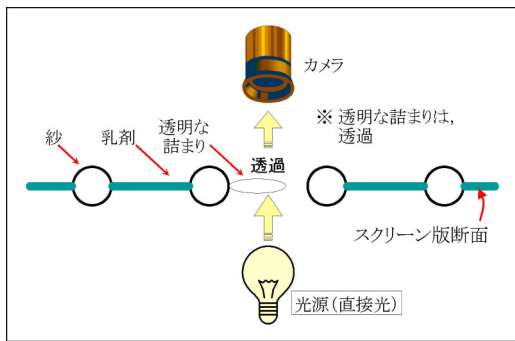 カメラ
※ 透明な詰まりは，
透過
紗
乳剤
透明な
詰まり
透過
スクリーン版断面
光源（直接光）